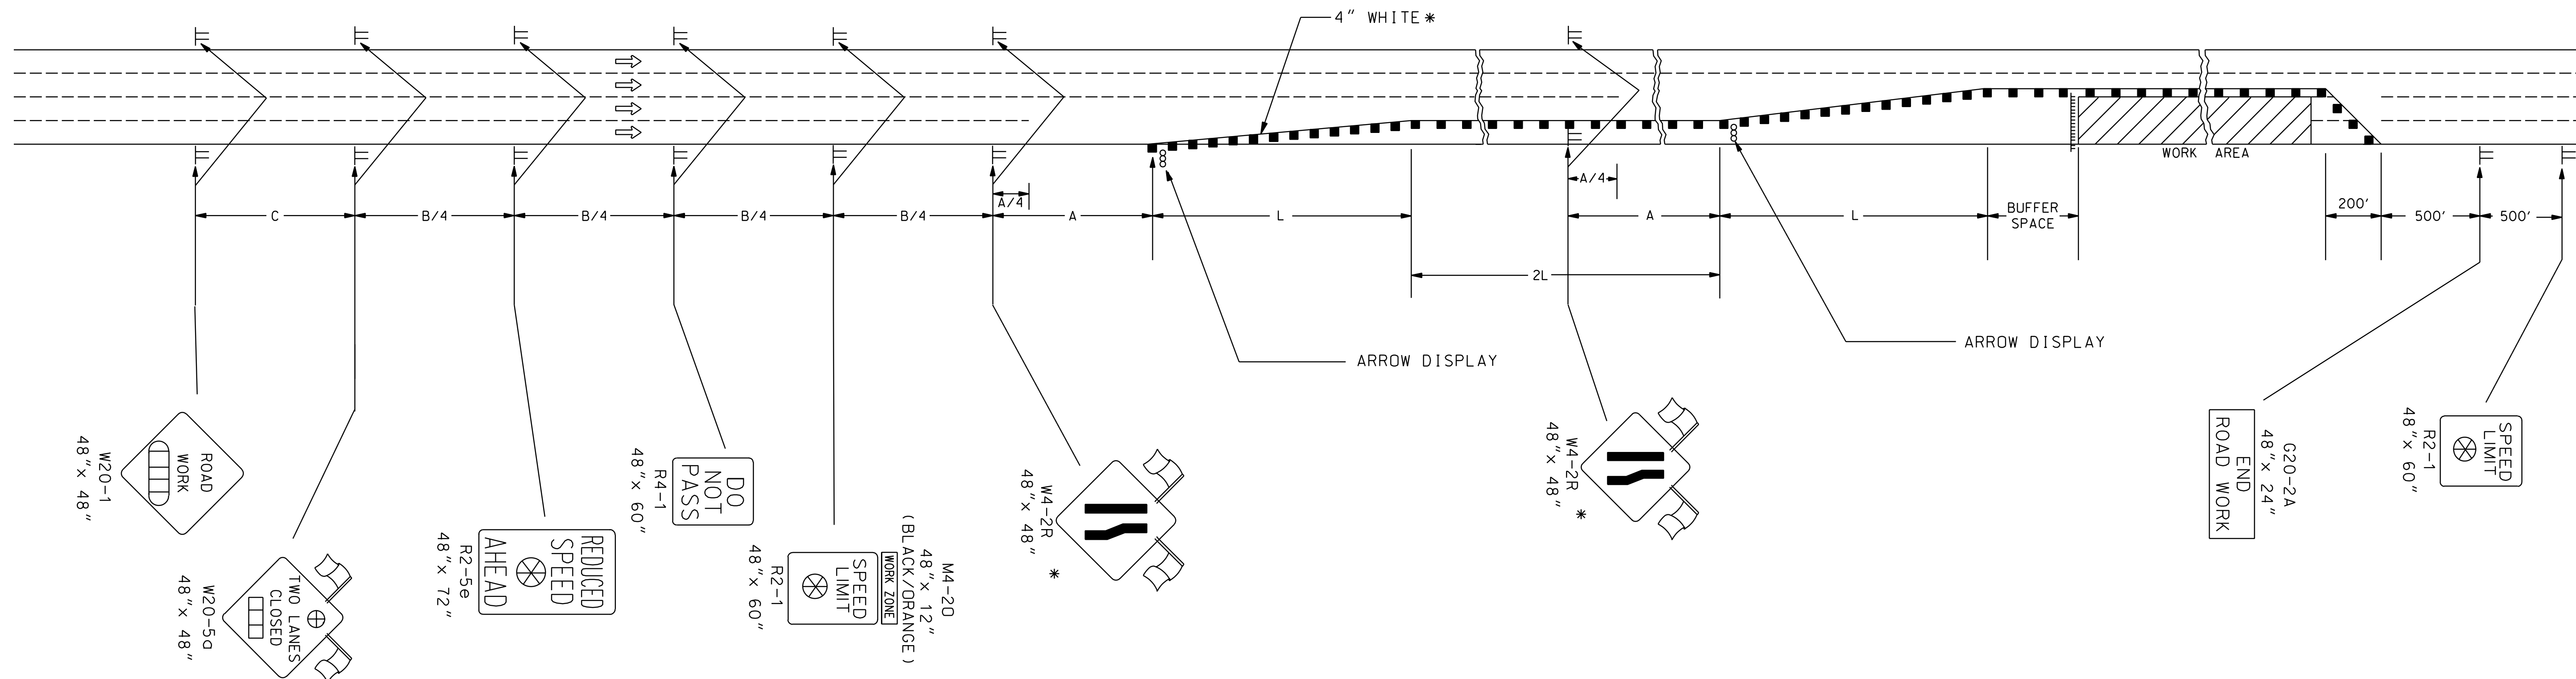 4" WHITE *
A/4
A/4
C
B/4
B/4
B/4
B/4
A
L
A
L
BUFFER
SPACE
WORK AREA
200'
500'
500'
2L
ARROW DISPLAY
ARROW DISPLAY
ROAD
WORK
W20-1
48"x 48"
TWO LANES
CLOSED
W20-5a
48"x 48"
REDUCED
SPEED
AHEAD
R2-5e
48"x 72"
DO
NOT
PASS
R4-1
48"x 60"
M4-20
48"x 12"
(BLACK/ORANGE)
WORK ZONE
SPEED
LIMIT
R2-1
48"x 60"
W4-2R
48"x 48" *
W4-2R
48"x 48" *
G20-2A
48"x 24"
END
ROAD WORK
SPEED
LIMIT
R2-1
48"x 60"